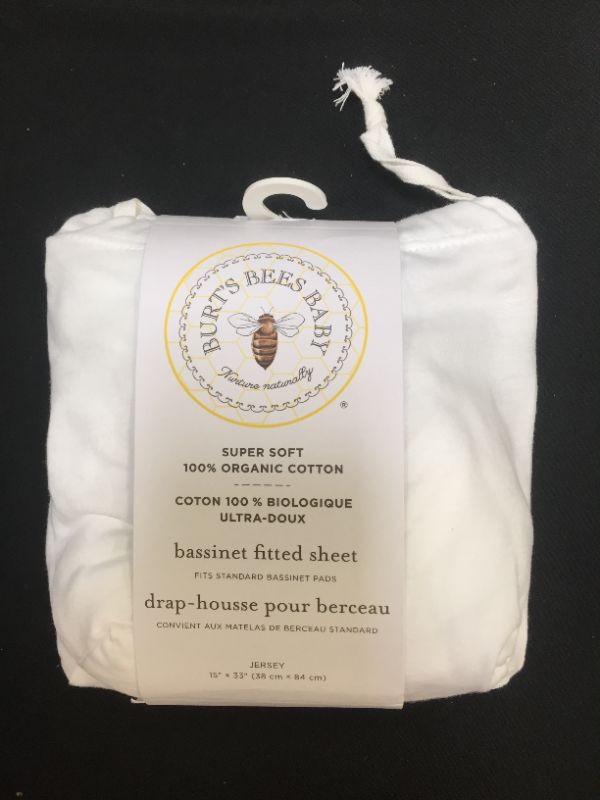 BURT'S BEES BABY
Nurture naturally
®
SUPER SOFT
100% ORGANIC COTTON
COTON 100 % BIOLOGIQUE
ULTRA-DOUX
bassinet fitted sheet
FITS STANDARD BASSINET PADS
drap-housse pour berceau
CONVIENT AUX MATELAS DE BERCEAU STANDARD
JERSEY
15" × 33" (38 cm × 84 cm)